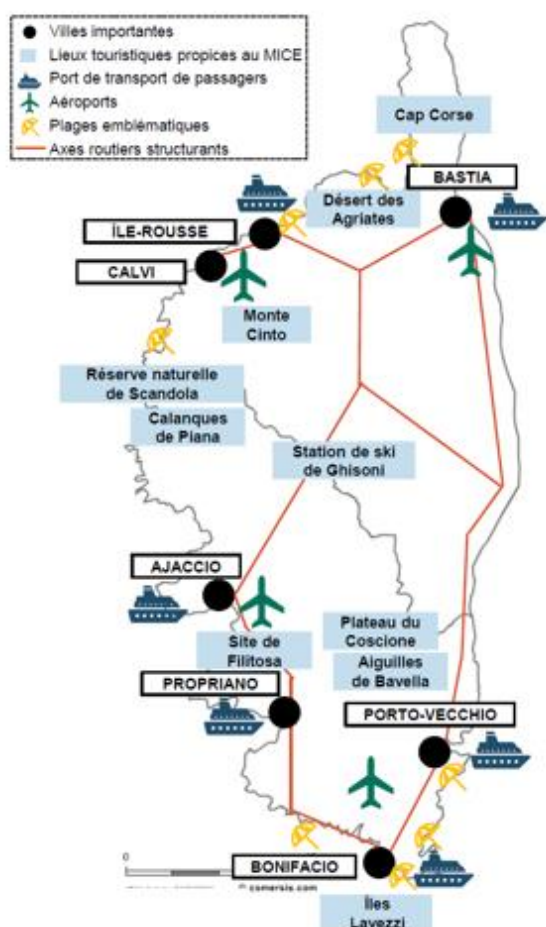 Villes importantes
Lieux touristiques propices au MICE
Port de transport de passagers
Aéroports
Plages emblématiques
Axes routiers structurants
Cap Corse
BASTIA
Désert des
Agriates
ÎLE-ROUSSE
CALVI
Monte
Cinto
Réserve naturelle
de Scandola
Calanques
de Piana
Station de ski
de Ghisoni
AJACCIO
Plateau du
Coscione
Site de
Filitosa
Aiguilles
de Bavella
PROPRIANO
PORTO-VECCHIO
0
BONIFACIO
comersis.com
Îles
Lavezzi